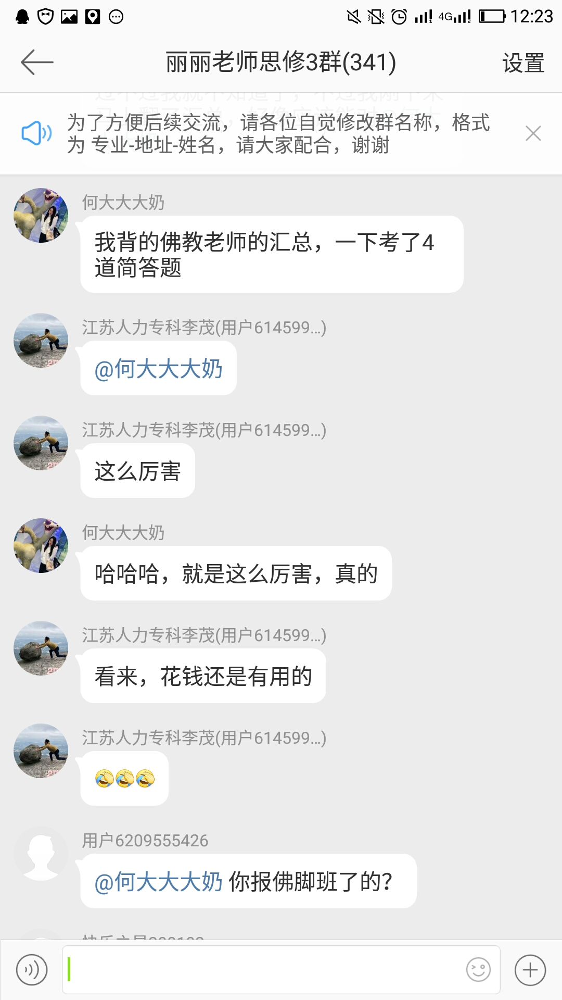 4G 12:23
丽丽老师思修3群(341) 设置
为了方便后续交流，请各位自觉修改群名称，格式
为 专业-地址-姓名，请大家配合，谢谢
何大大大奶
我背的佛教老师的汇总，一下考了4
道简答题
江苏人力专科李茂(用户614599...)
@何大大大奶
江苏人力专科李茂(用户614599...)
这么厉害
何大大大奶
哈哈哈，就是这么厉害，真的
江苏人力专科李茂(用户614599...)
看来，花钱还是有用的
江苏人力专科李茂(用户614599...)
用户6209555426
@何大大大奶 你报佛脚班了的？